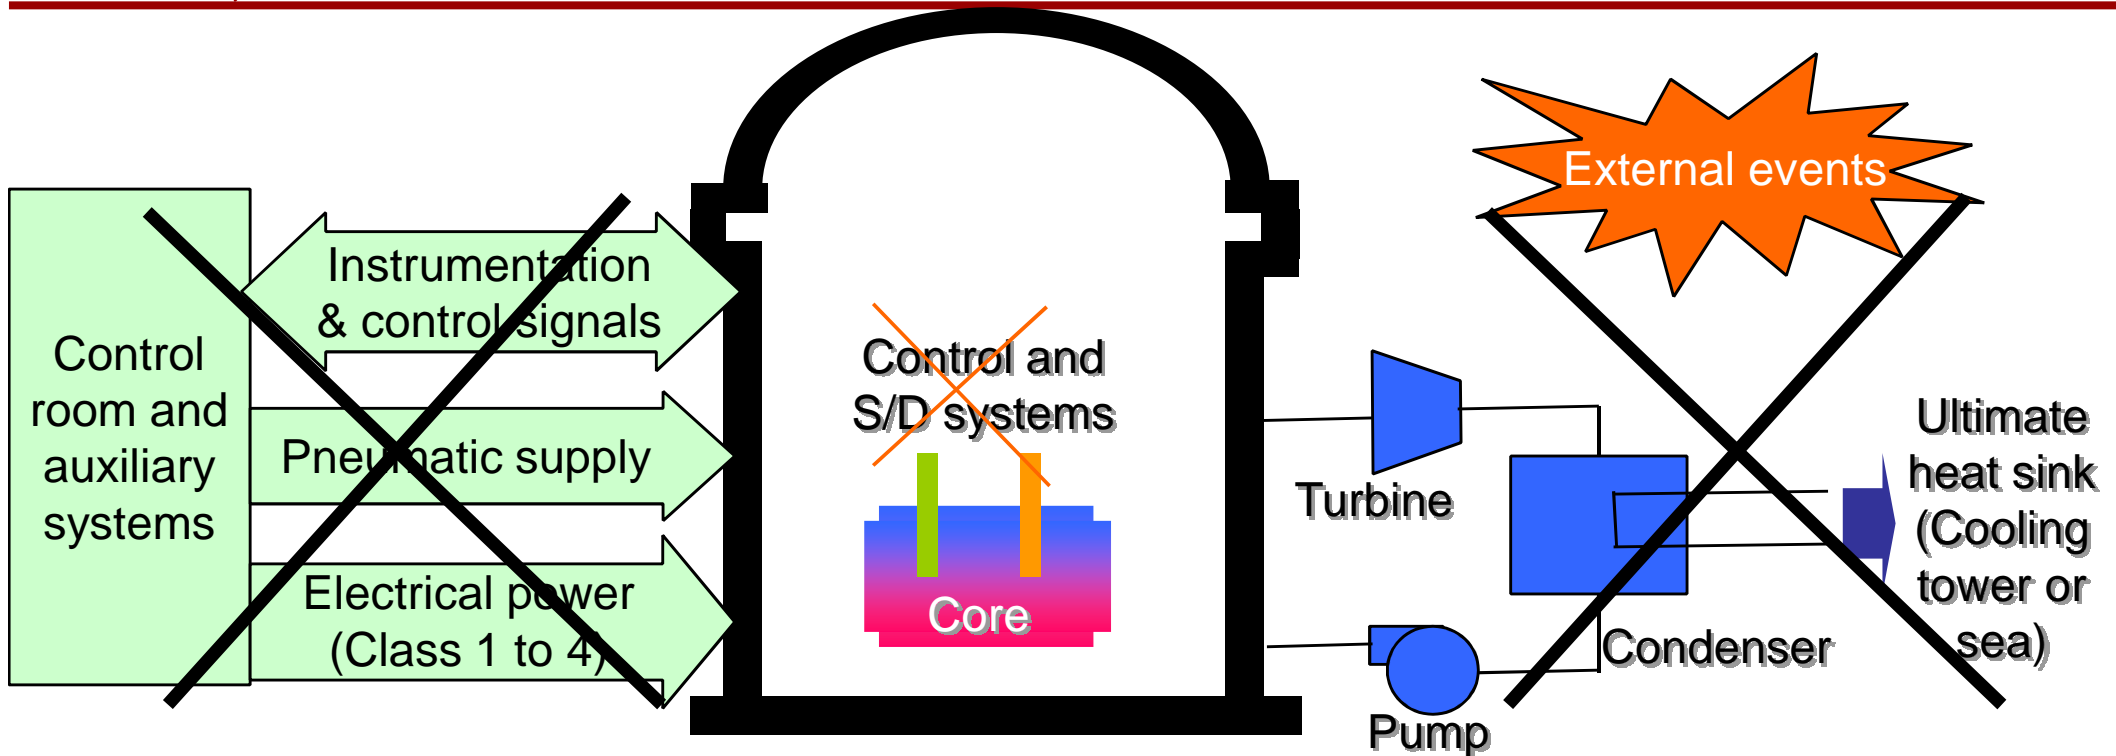 External events
Instrumentation
& control signals
Control
room and
auxiliary
systems
Pneumatic supply
Electrical power
(Class 1 to 4)
Control and
S/D systems
Core
Turbine
Condenser
Pump
Ultimate
heat sink
(Cooling
tower or
sea)